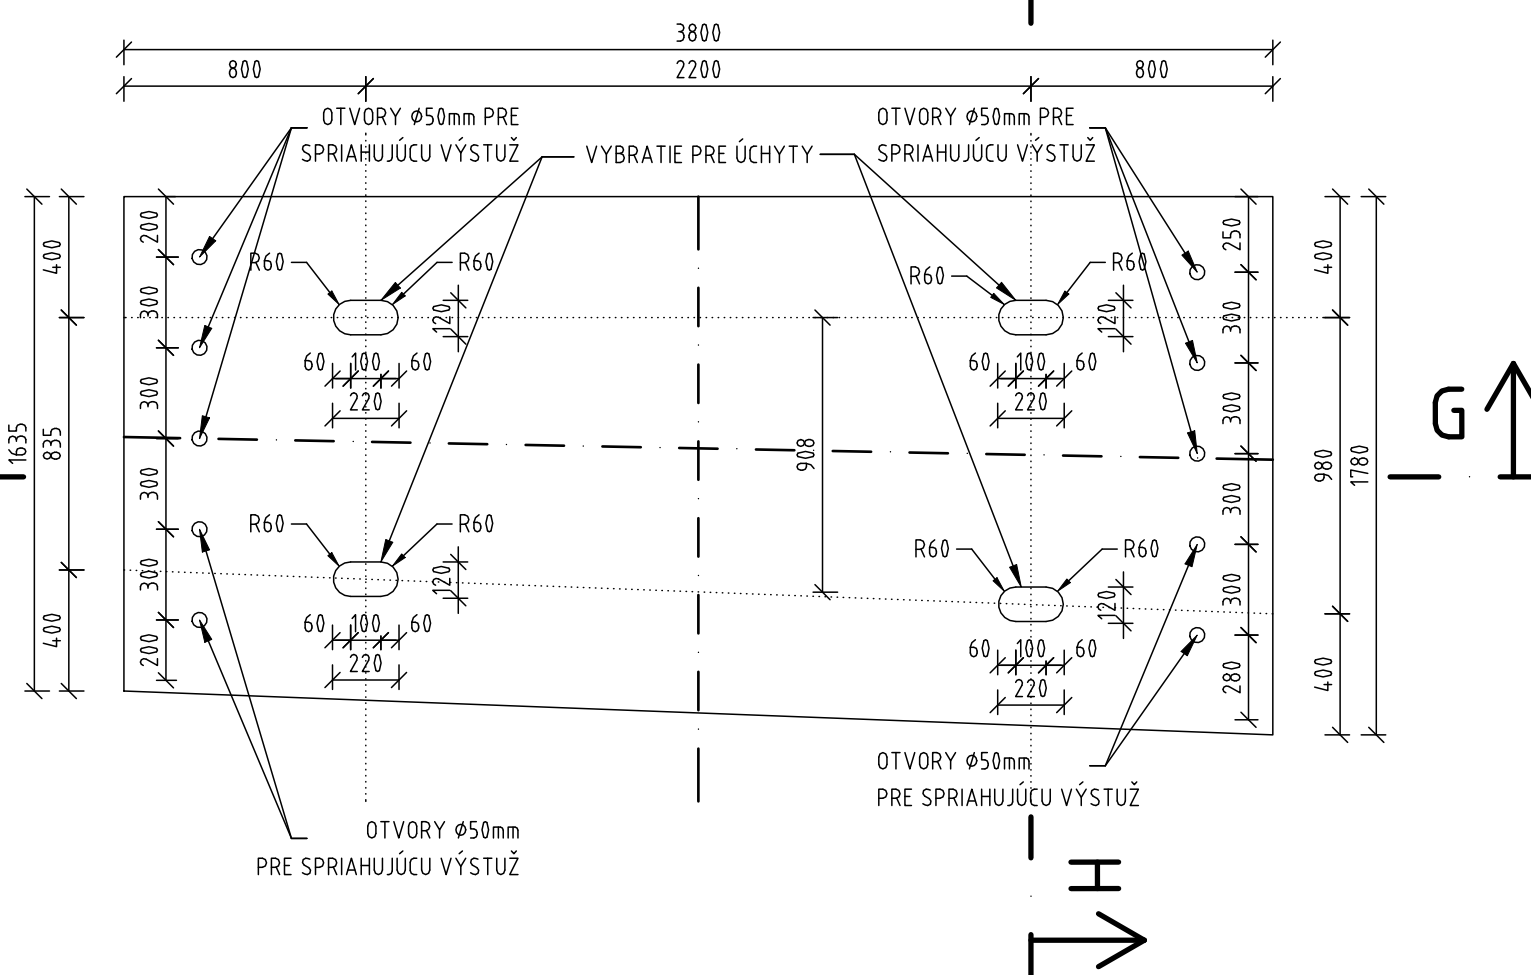 3800
800
2200
800
OTVORY Ø50mm PRE
SPRIAHUJÚCU VÝSTUŽ
VYBRATIE PRE ÚCHYTY
OTVORY Ø50mm PRE
SPRIAHUJÚCU VÝSTUŽ
1635
400
835
400
200
300
300
300
300
200
R60
R60
120
60 100 60
220
R60
R60
120
60 100 60
220
908
R60
R60
120
60 100 60
220
R60
R60
120
60 100 60
220
250
300
300
300
300
280
400
980
400
1780
G
OTVORY Ø50mm
PRE SPRIAHUJÚCU VÝSTUŽ
OTVORY Ø50mm
PRE SPRIAHUJÚCU VÝSTUŽ
H